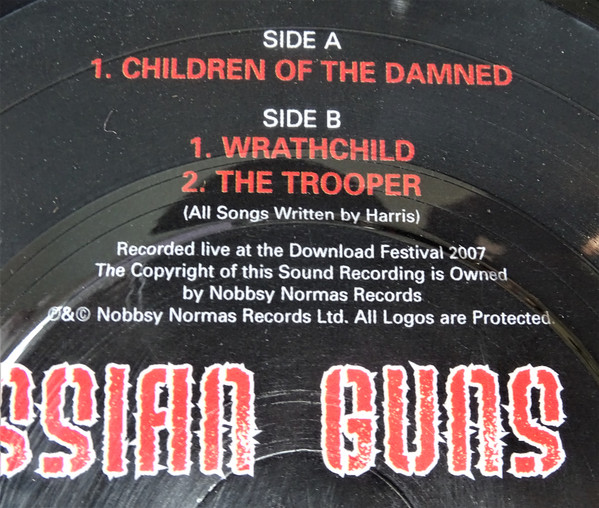 SIDE A
1. CHILDREN OF THE DAMNED
SIDE B
1. WRATHCHILD
2. THE TROOPER
(All Songs Written by Harris)
Recorded live at the Download Festival 2007
The Copyright of this Sound Recording is Owned
by Nobbsy Normas Records
℗&© Nobbsy Normas Records Ltd. All Logos are Protected.
SSIAN GUNS